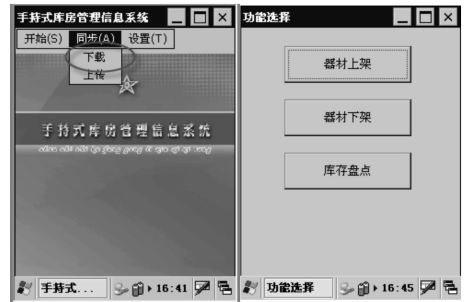 手持式库房管理信息系统
开始(S) 同步(A) 设置(T)
下载
上传
手持式库房管理信息系统
手持式... 16:41
功能选择
器材上架
器材下架
库存盘点
功能选择 16:45